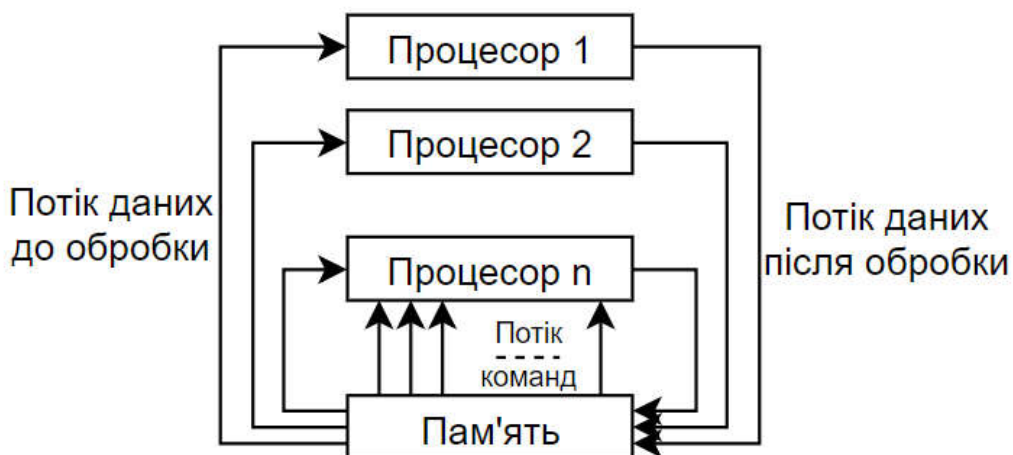 Процесор 1
Процесор 2
Потік даних
до обробки
Потік даних
після обробки
Процесор n
Потік
команд
Пам'ять